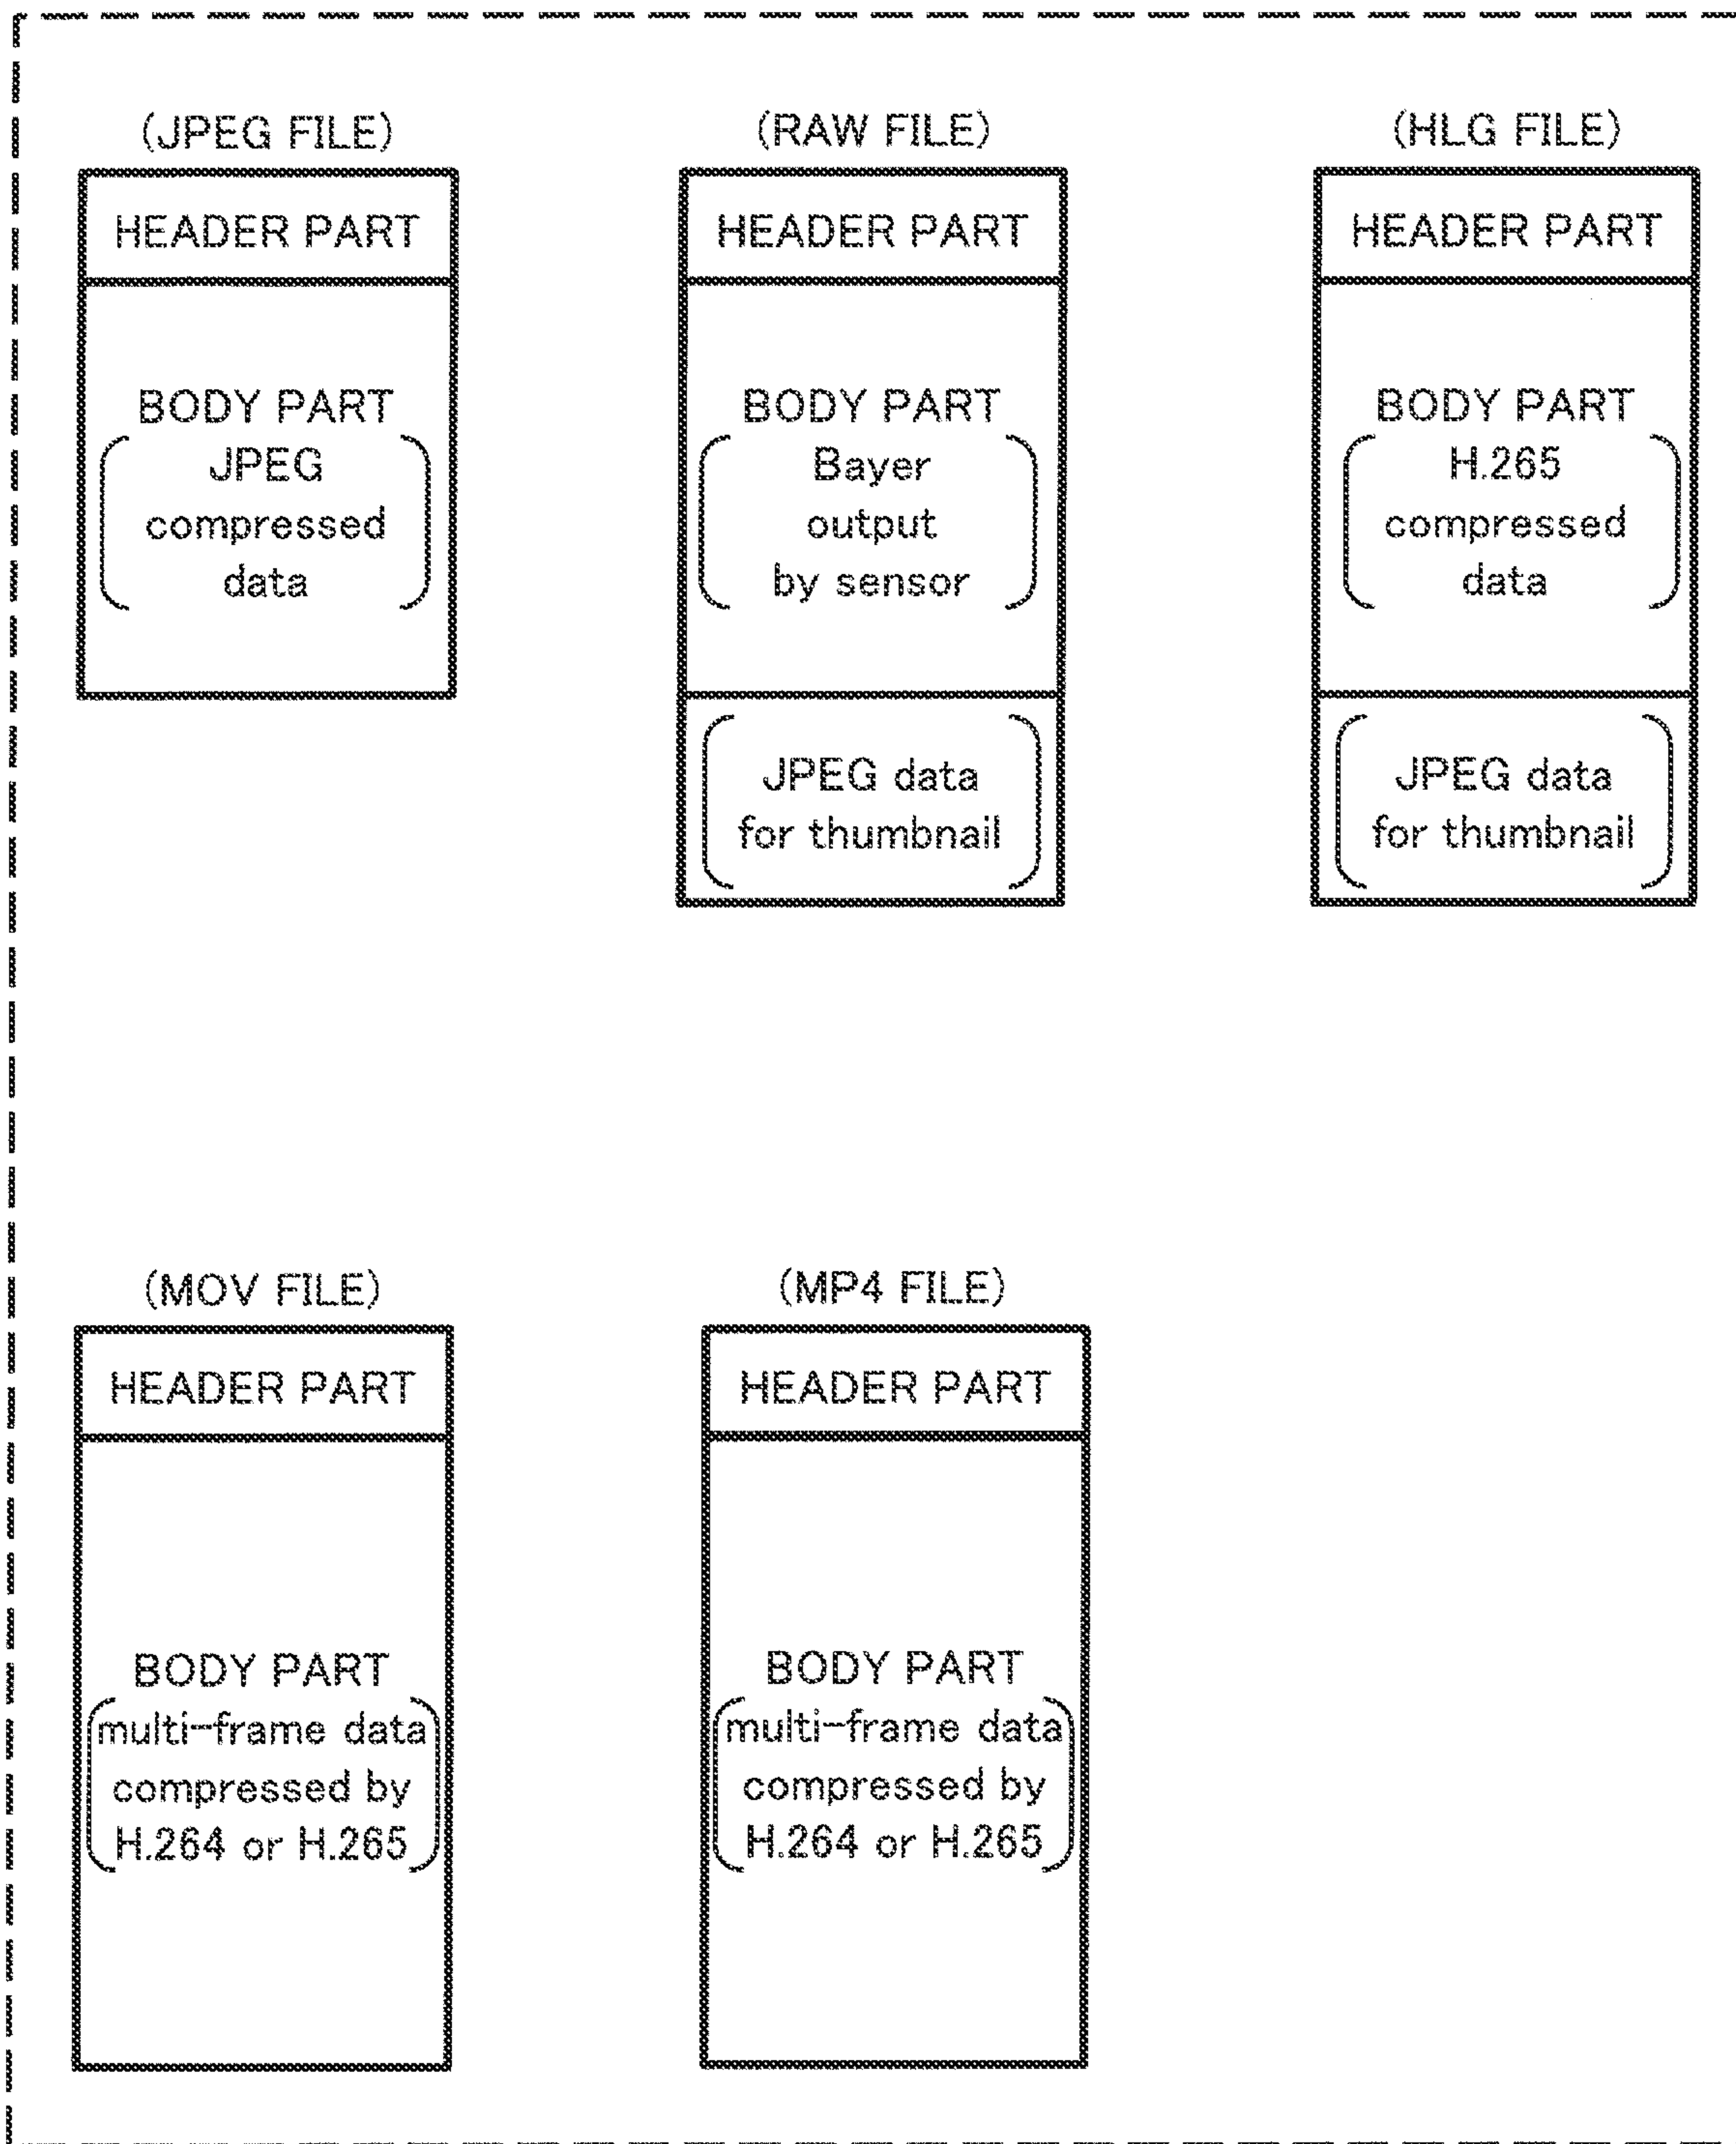 (JPEG FILE)
HEADER PART
BODY PART
JPEG
compressed
data
(RAW FILE)
HEADER PART
BODY PART
Bayer
output
by sensor
JPEG data
for thumbnail
(HLG FILE)
HEADER PART
BODY PART
H.265
compressed
data
JPEG data
for thumbnail
(MOV FILE)
HEADER PART
BODY PART
multi-frame data
compressed by
H.264 or H.265
(MP4 FILE)
HEADER PART
BODY PART
multi-frame data
compressed by
H.264 or H.265